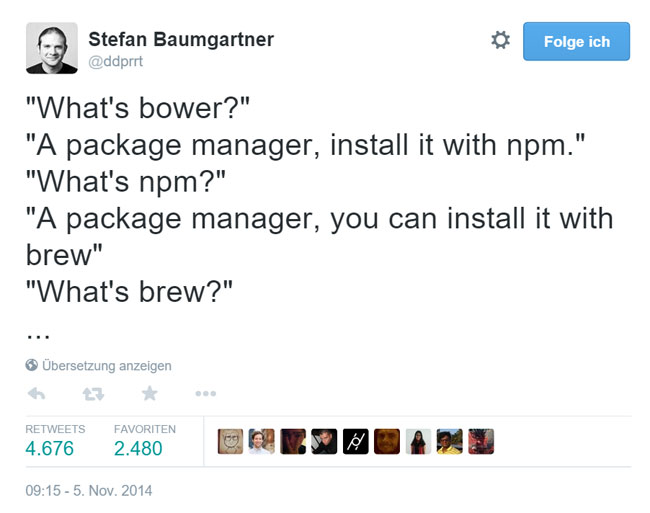 Stefan Baumgartner
@ddprrt
Folge ich
"What's bower?"
"A package manager, install it with npm."
"What's npm?"
"A package manager, you can install it with
brew"
"What's brew?"
...
Übersetzung anzeigen
RETWEETS FAVORITEN
4.676 2.480
09:15 - 5. Nov. 2014